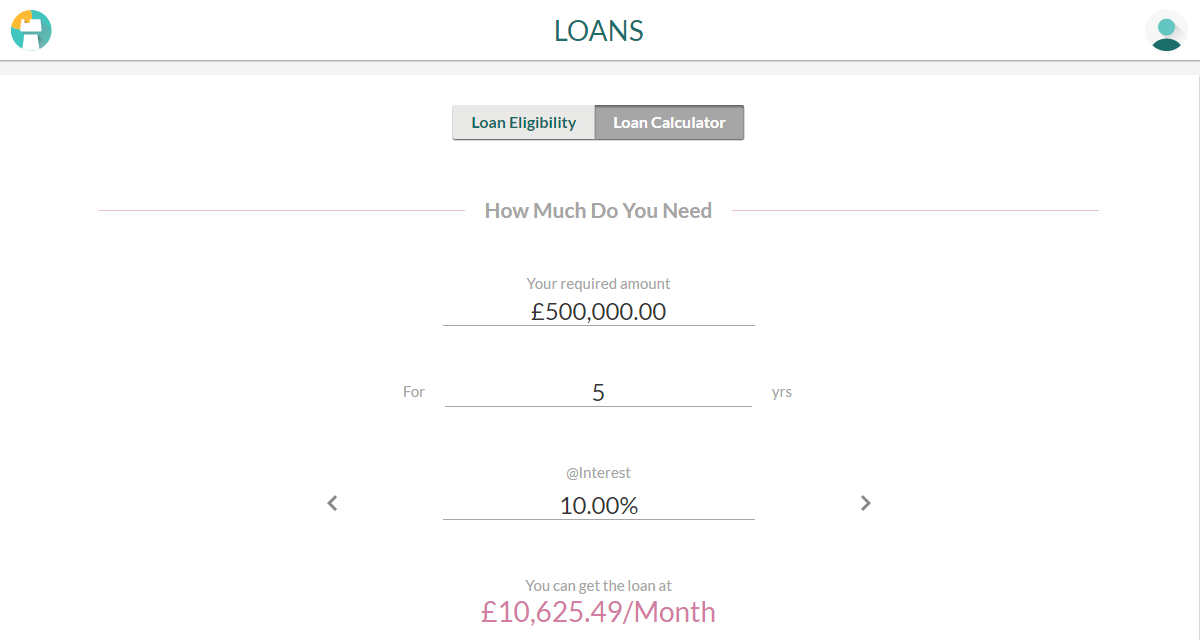 LOANS
Loan Eligibility Loan Calculator
How Much Do You Need
Your required amount
£500,000.00
For 5 yrs
@Interest
10.00%
You can get the loan at
£10,625.49/Month